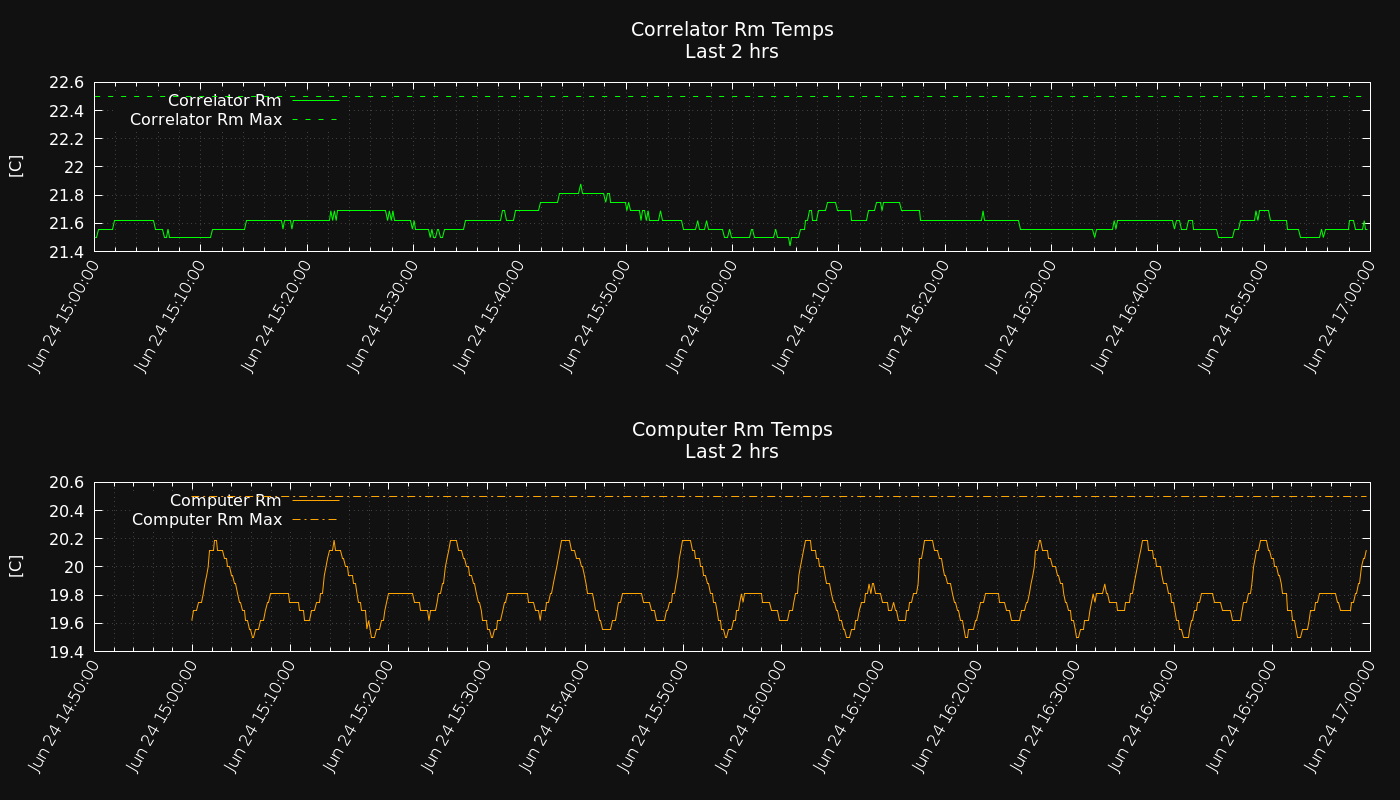 Correlator Rm Temps
Last 2 hrs
22.6
22.4
22.2
22
21.8
21.6
21.4
[C]
Correlator Rm
Correlator Rm Max
Jun 24 15:00:00
Jun 24 15:10:00
Jun 24 15:20:00
Jun 24 15:30:00
Jun 24 15:40:00
Jun 24 15:50:00
Jun 24 16:00:00
Jun 24 16:10:00
Jun 24 16:20:00
Jun 24 16:30:00
Jun 24 16:40:00
Jun 24 16:50:00
Jun 24 17:00:00
Computer Rm Temps
Last 2 hrs
20.6
20.4
20.2
20
19.8
19.6
19.4
[C]
Computer Rm
Computer Rm Max
Jun 24 14:50:00
Jun 24 15:00:00
Jun 24 15:10:00
Jun 24 15:20:00
Jun 24 15:30:00
Jun 24 15:40:00
Jun 24 15:50:00
Jun 24 16:00:00
Jun 24 16:10:00
Jun 24 16:20:00
Jun 24 16:30:00
Jun 24 16:40:00
Jun 24 16:50:00
Jun 24 17:00:00